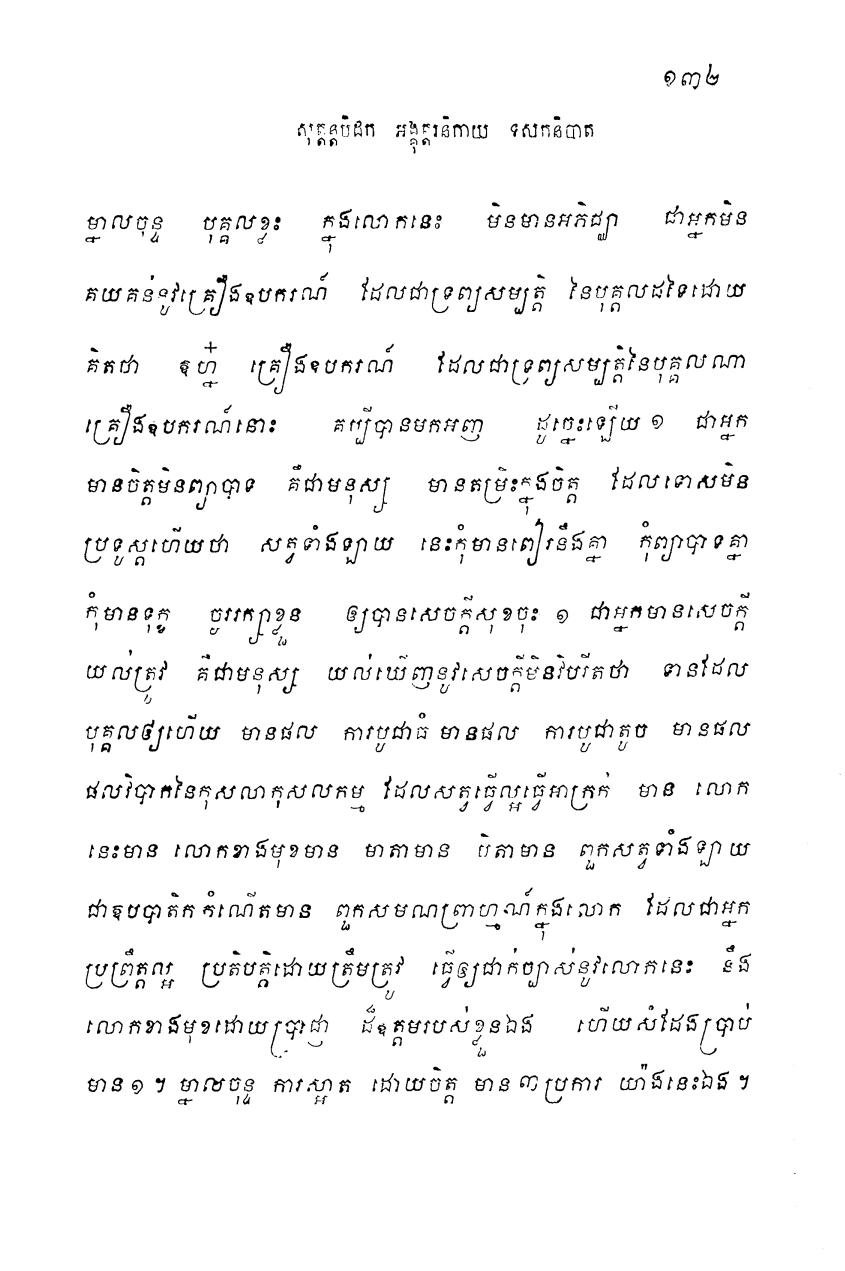 ១៣២
សុត្តន្តបិដក អង្គុត្តរនិកាយ ទសកនិបាត
ម្នាលចុន្ទ បុគ្គលខ្លះ ក្នុងលោកនេះ មិនមានអភិជ្ឈា ជាអ្នកមិន
គយគន់នូវគ្រឿងឧបករណ៍ ដែលជាទ្រព្យសម្បត្តិ នៃបុគ្គលដទៃដោយ
គិតថា ឧហ្ន៎ គ្រឿងឧបករណ៍ ដែលជាទ្រព្យសម្បត្តិនៃបុគ្គលណា
គ្រឿងឧបករណ៍នោះ គប្បីបានមកអញ ដូច្នេះឡើយ ១ ជាអ្នក
មានចិត្តមិនព្យាបាទ គឺជាមនុស្ស មានតម្រិះក្នុងចិត្ត ដែលទោសមិន
ប្រទូស្តហើយថា សត្វទាំងឡាយ នេះកុំមានពៀរនឹងគ្នា កុំព្យាបាទគ្នា
កុំមានទុក្ខ ចូររក្សាខ្លួន ឲ្យបានសេចក្តីសុខចុះ ១ ជាអ្នកមានសេចក្តី
យល់ត្រូវ គឺជាមនុស្ស យល់ឃើញនូវសេចក្តីមិនវិបរីតថា ទានដែល
បុគ្គលឲ្យហើយ មានផល ការបូជាធំ មានផល ការបូជាតូច មានផល
ផលវិបាកនៃកុសលាកុសលកម្ម ដែលសត្វធ្វើល្អធ្វើអាក្រក់ មាន លោក
នេះមាន លោកខាងមុខមាន មាតាមាន បិតាមាន ពួកសត្វទាំងឡាយ
ជាឧបបាតិកកំណើតមាន ពួកសមណព្រាហ្មណ៍ក្នុងលោក ដែលជាអ្នក
ប្រព្រឹត្តល្អ ប្រតិបត្តិដោយត្រឹមត្រូវ ធ្វើឲ្យជាក់ច្បាស់នូវលោកនេះ នឹង
លោកខាងមុខដោយប្រាជ្ញា ដ៏ឧត្តមរបស់ខ្លួនឯង ហើយសំដែងប្រាប់
មាន១ ។ ម្នាលចុន្ទ ការស្អាត ដោយចិត្ត មាន៣ប្រការ យ៉ាងនេះឯង ។